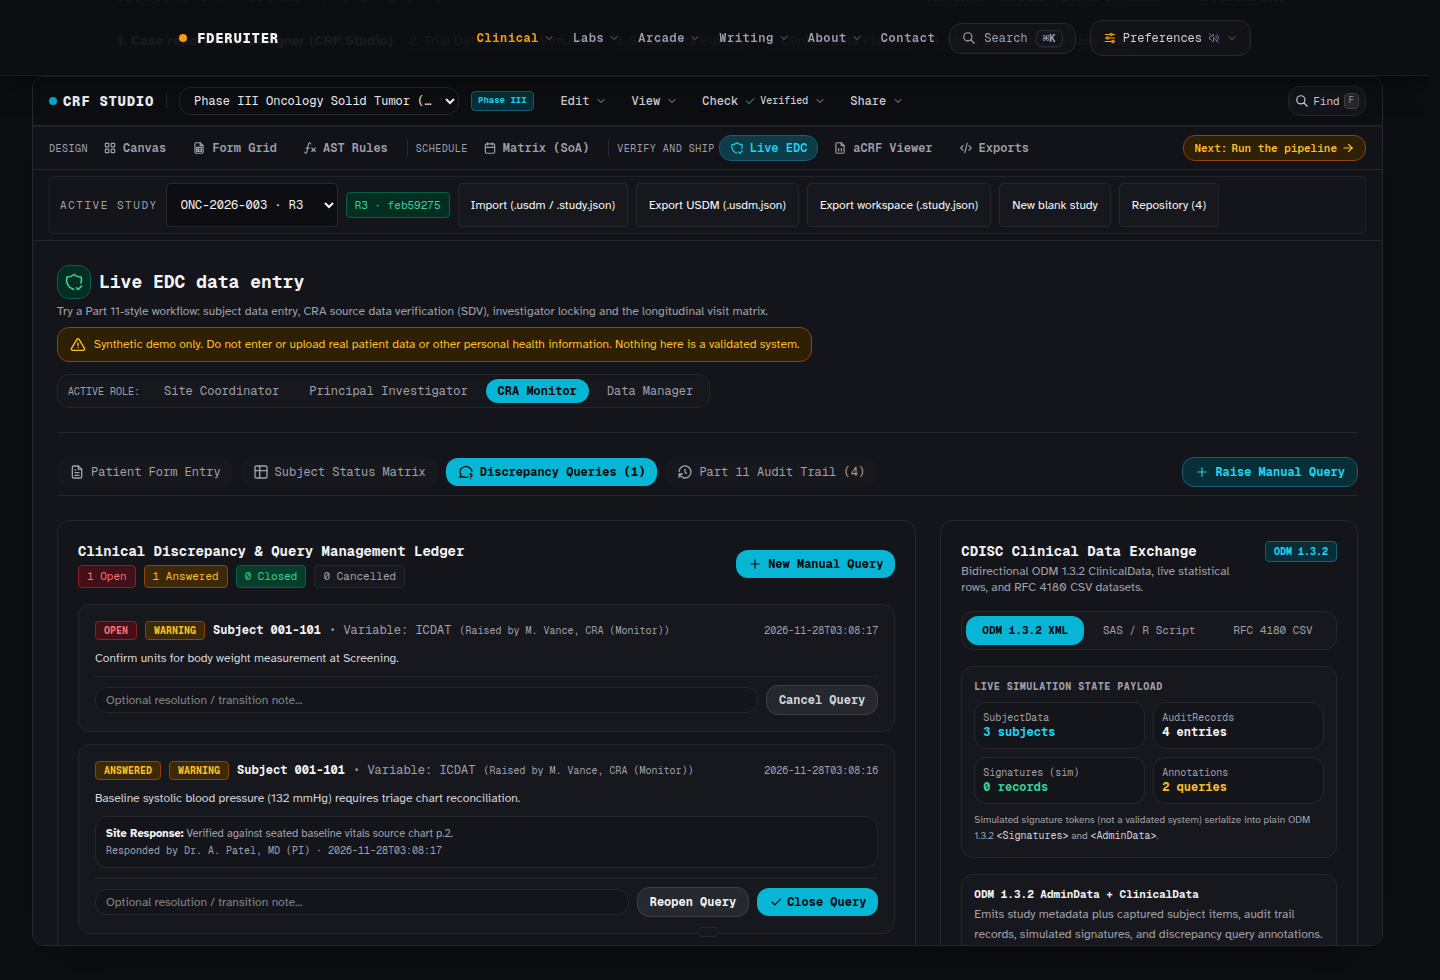 FDERUITER
Clinical
Labs
Arcade
Writing
About
Contact
Search ⌘K
Preferences
CRF STUDIO
Phase III Oncology Solid Tumor (…
Phase III
Edit
View
Check ✓ Verified
Share
Find F
DESIGN
Canvas
Form Grid
AST Rules
SCHEDULE
Matrix (SoA)
VERIFY AND SHIP
Live EDC
aCRF Viewer
Exports
Next: Run the pipeline →
ACTIVE STUDY
ONC-2026-003 · R3
R3 · feb59275
Import (.usdm / .study.json)
Export USDM (.usdm.json)
Export workspace (.study.json)
New blank study
Repository (4)
Live EDC data entry
Try a Part 11-style workflow: subject data entry, CRA source data verification (SDV), investigator locking and the longitudinal visit matrix.
Synthetic demo only. Do not enter or upload real patient data or other personal health information. Nothing here is a validated system.
ACTIVE ROLE:
Site Coordinator
Principal Investigator
CRA Monitor
Data Manager
Patient Form Entry
Subject Status Matrix
Discrepancy Queries (1)
Part 11 Audit Trail (4)
+ Raise Manual Query
Clinical Discrepancy & Query Management Ledger
1 Open
1 Answered
0 Closed
0 Cancelled
+ New Manual Query
OPEN WARNING Subject 001-101 • Variable: ICDAT (Raised by M. Vance, CRA (Monitor)) 2026-11-28T03:08:17
Confirm units for body weight measurement at Screening.
Optional resolution / transition note…
Cancel Query
ANSWERED WARNING Subject 001-101 • Variable: ICDAT (Raised by M. Vance, CRA (Monitor)) 2026-11-28T03:08:16
Baseline systolic blood pressure (132 mmHg) requires triage chart reconciliation.
Site Response: Verified against seated baseline vitals source chart p.2.
Responded by Dr. A. Patel, MD (PI) · 2026-11-28T03:08:17
Optional resolution / transition note…
Reopen Query
✓ Close Query
CDISC Clinical Data Exchange
ODM 1.3.2
Bidirectional ODM 1.3.2 ClinicalData, live statistical
rows, and RFC 4180 CSV datasets.
ODM 1.3.2 XML
SAS / R Script
RFC 4180 CSV
LIVE SIMULATION STATE PAYLOAD
SubjectData
3 subjects
AuditRecords
4 entries
Signatures (sim)
0 records
Annotations
2 queries
Simulated signature tokens (not a validated system) serialize into plain ODM
1.3.2 <Signatures> and <AdminData>.
ODM 1.3.2 AdminData + ClinicalData
Emits study metadata plus captured subject items, audit trail
records, simulated signatures, and discrepancy query annotations.